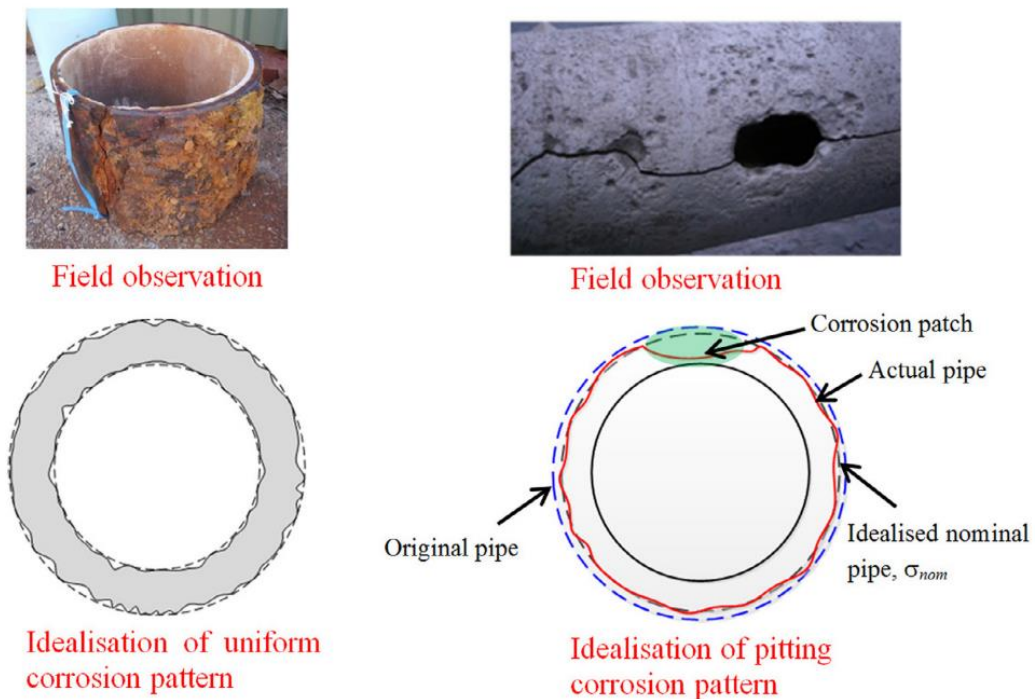 Field observation
Field observation
Corrosion patch
Actual pipe
Original pipe
Idealised nominal
pipe, σnom
Idealisation of uniform
corrosion pattern
Idealisation of pitting
corrosion pattern